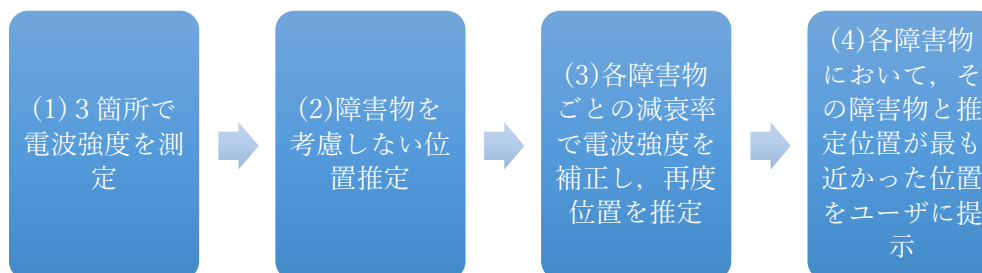 (1)３箇所で
電波強度を測
定
(2)障害物を
考慮しない位
置推定
(3)各障害物
ごとの減衰率
で電波強度を
補正し，再度
位置を推定
(4)各障害物
において，そ
の障害物と推
定位置が最も
近かった位置
をユーザに提
示